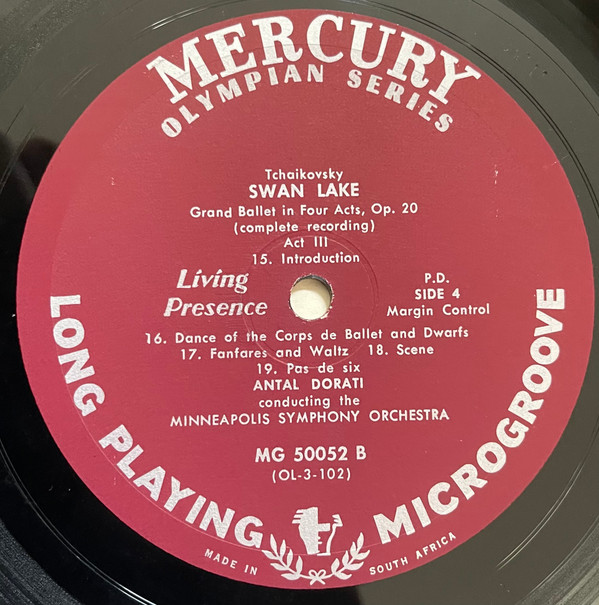 MERCURY
OLYMPIAN SERIES
Tchaikovsky
SWAN LAKE
Grand Ballet in Four Acts, Op. 20
(complete recording)
Act III
15. Introduction
Living
Presence
P.D.
SIDE 4
Margin Control
16. Dance of the Corps de Ballet and Dwarfs
17. Fanfares and Waltz 18. Scene
19. Pas de six
ANTAL DORATI
conducting the
MINNEAPOLIS SYMPHONY ORCHESTRA
MG 50052 B
(OL-3-102)
LONG PLAYING MICROGROOVE
MADE IN SOUTH AFRICA